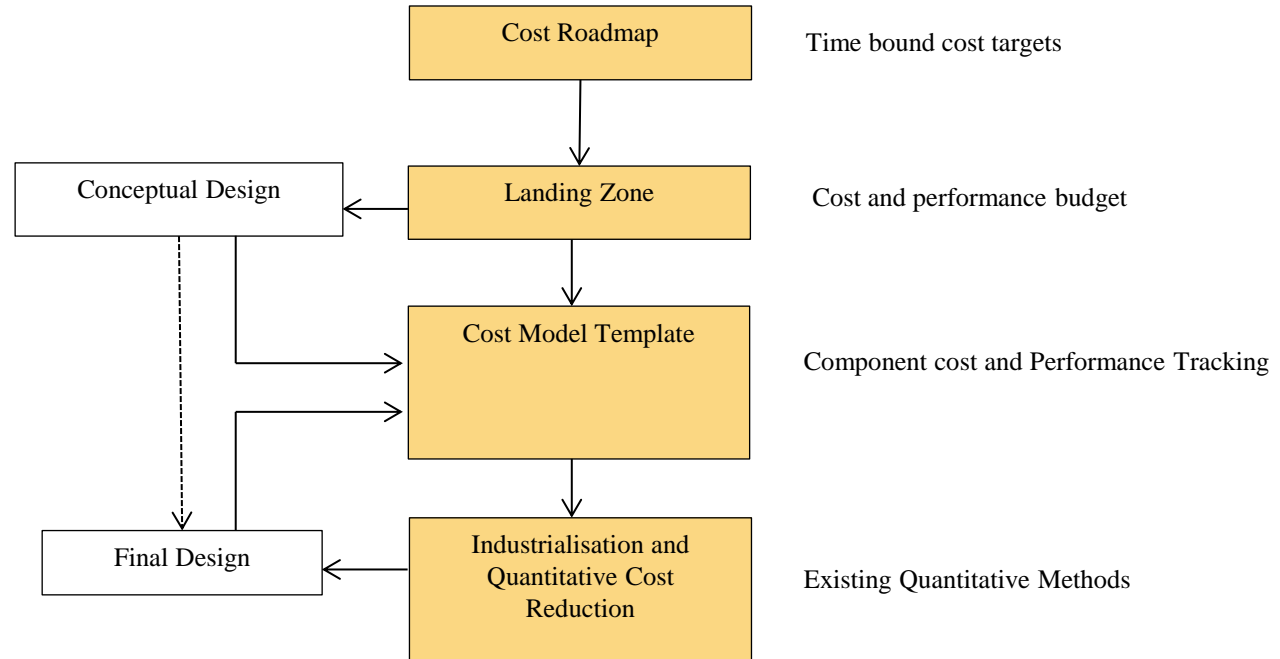 Cost Roadmap
Time bound cost targets
Conceptual Design
Landing Zone
Cost and performance budget
Cost Model Template
Component cost and Performance Tracking
Final Design
Industrialisation and
Quantitative Cost
Reduction
Existing Quantitative Methods